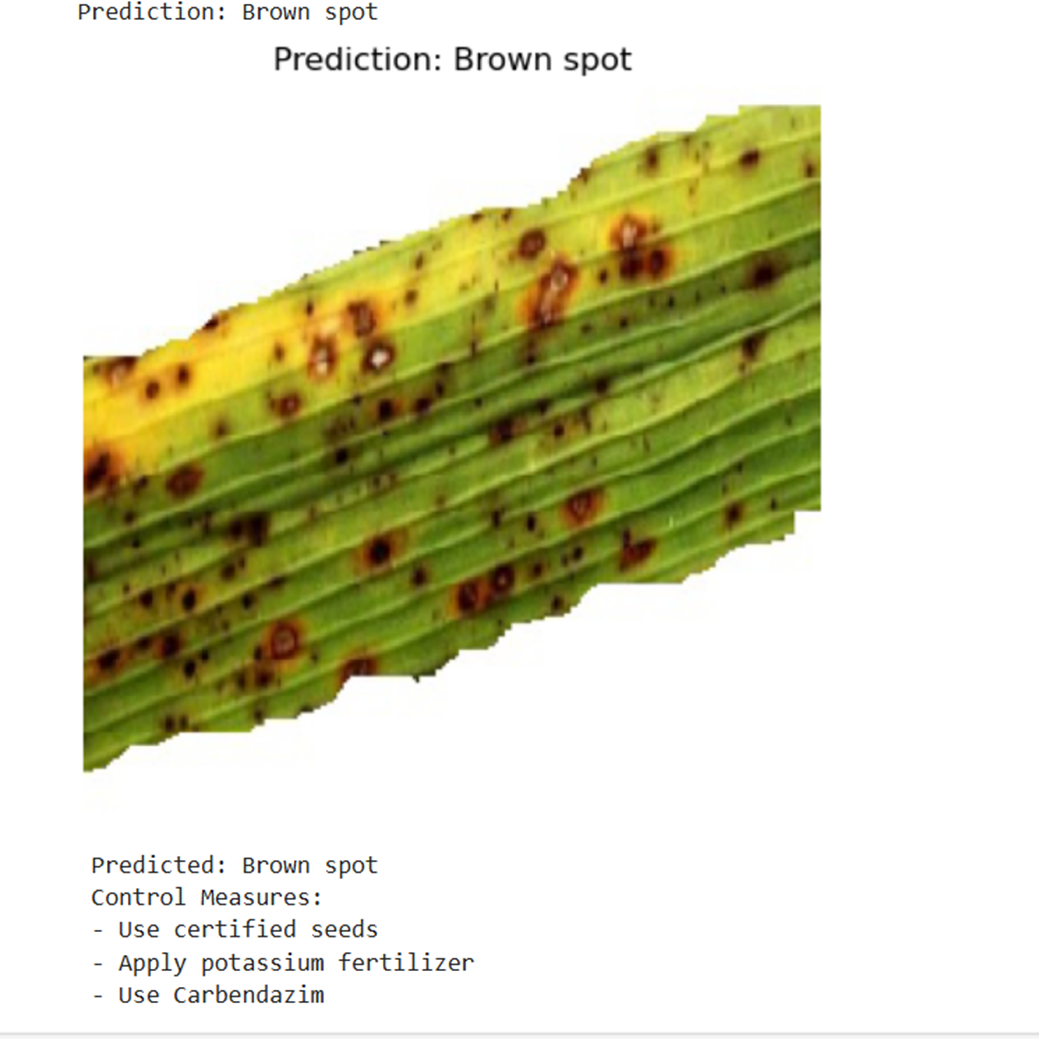 Prediction: Brown spot
Prediction: Brown spot
Predicted: Brown spot
Control Measures:
- Use certified seeds
- Apply potassium fertilizer
- Use Carbendazim